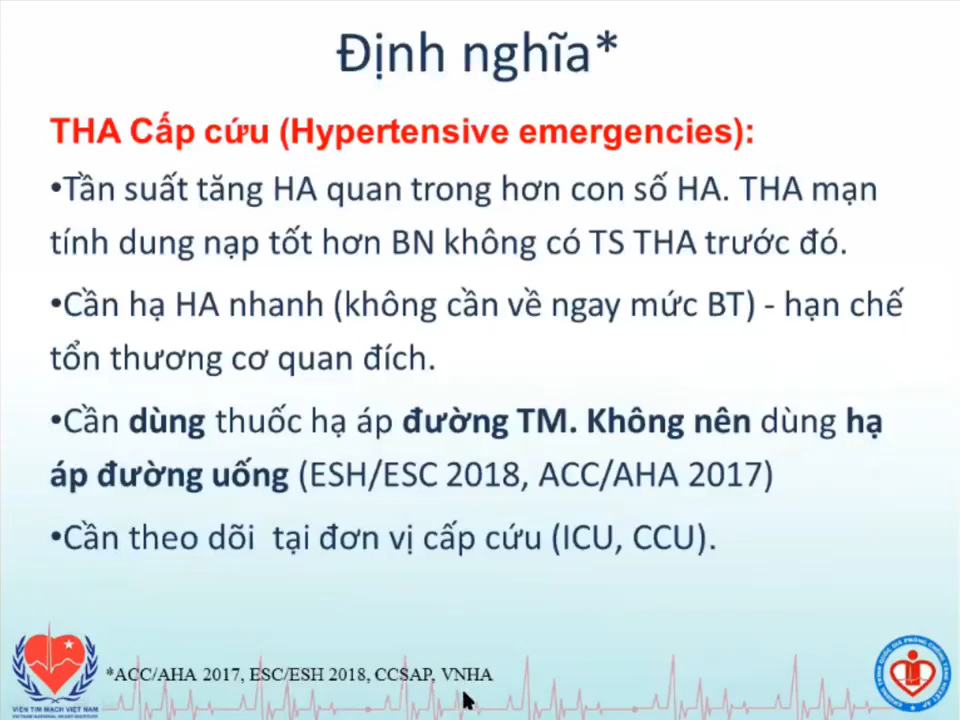 Định nghĩa*
THA Cấp cứu (Hypertensive emergencies):
•Tần suất tăng HA quan trong hơn con số HA. THA mạn
tính dung nạp tốt hơn BN không có TS THA trước đó.
•Cần hạ HA nhanh (không cần về ngay mức BT) - hạn chế
tổn thương cơ quan đích.
•Cần dùng thuốc hạ áp đường TM. Không nên dùng hạ
áp đường uống (ESH/ESC 2018, ACC/AHA 2017)
•Cần theo dõi tại đơn vị cấp cứu (ICU, CCU).
*ACC/AHA 2017, ESC/ESH 2018, CCSAP, VNHA
VIỆN TIM MẠCH VIỆT NAM
VIETNAM NATIONAL HEART INSTITUTE